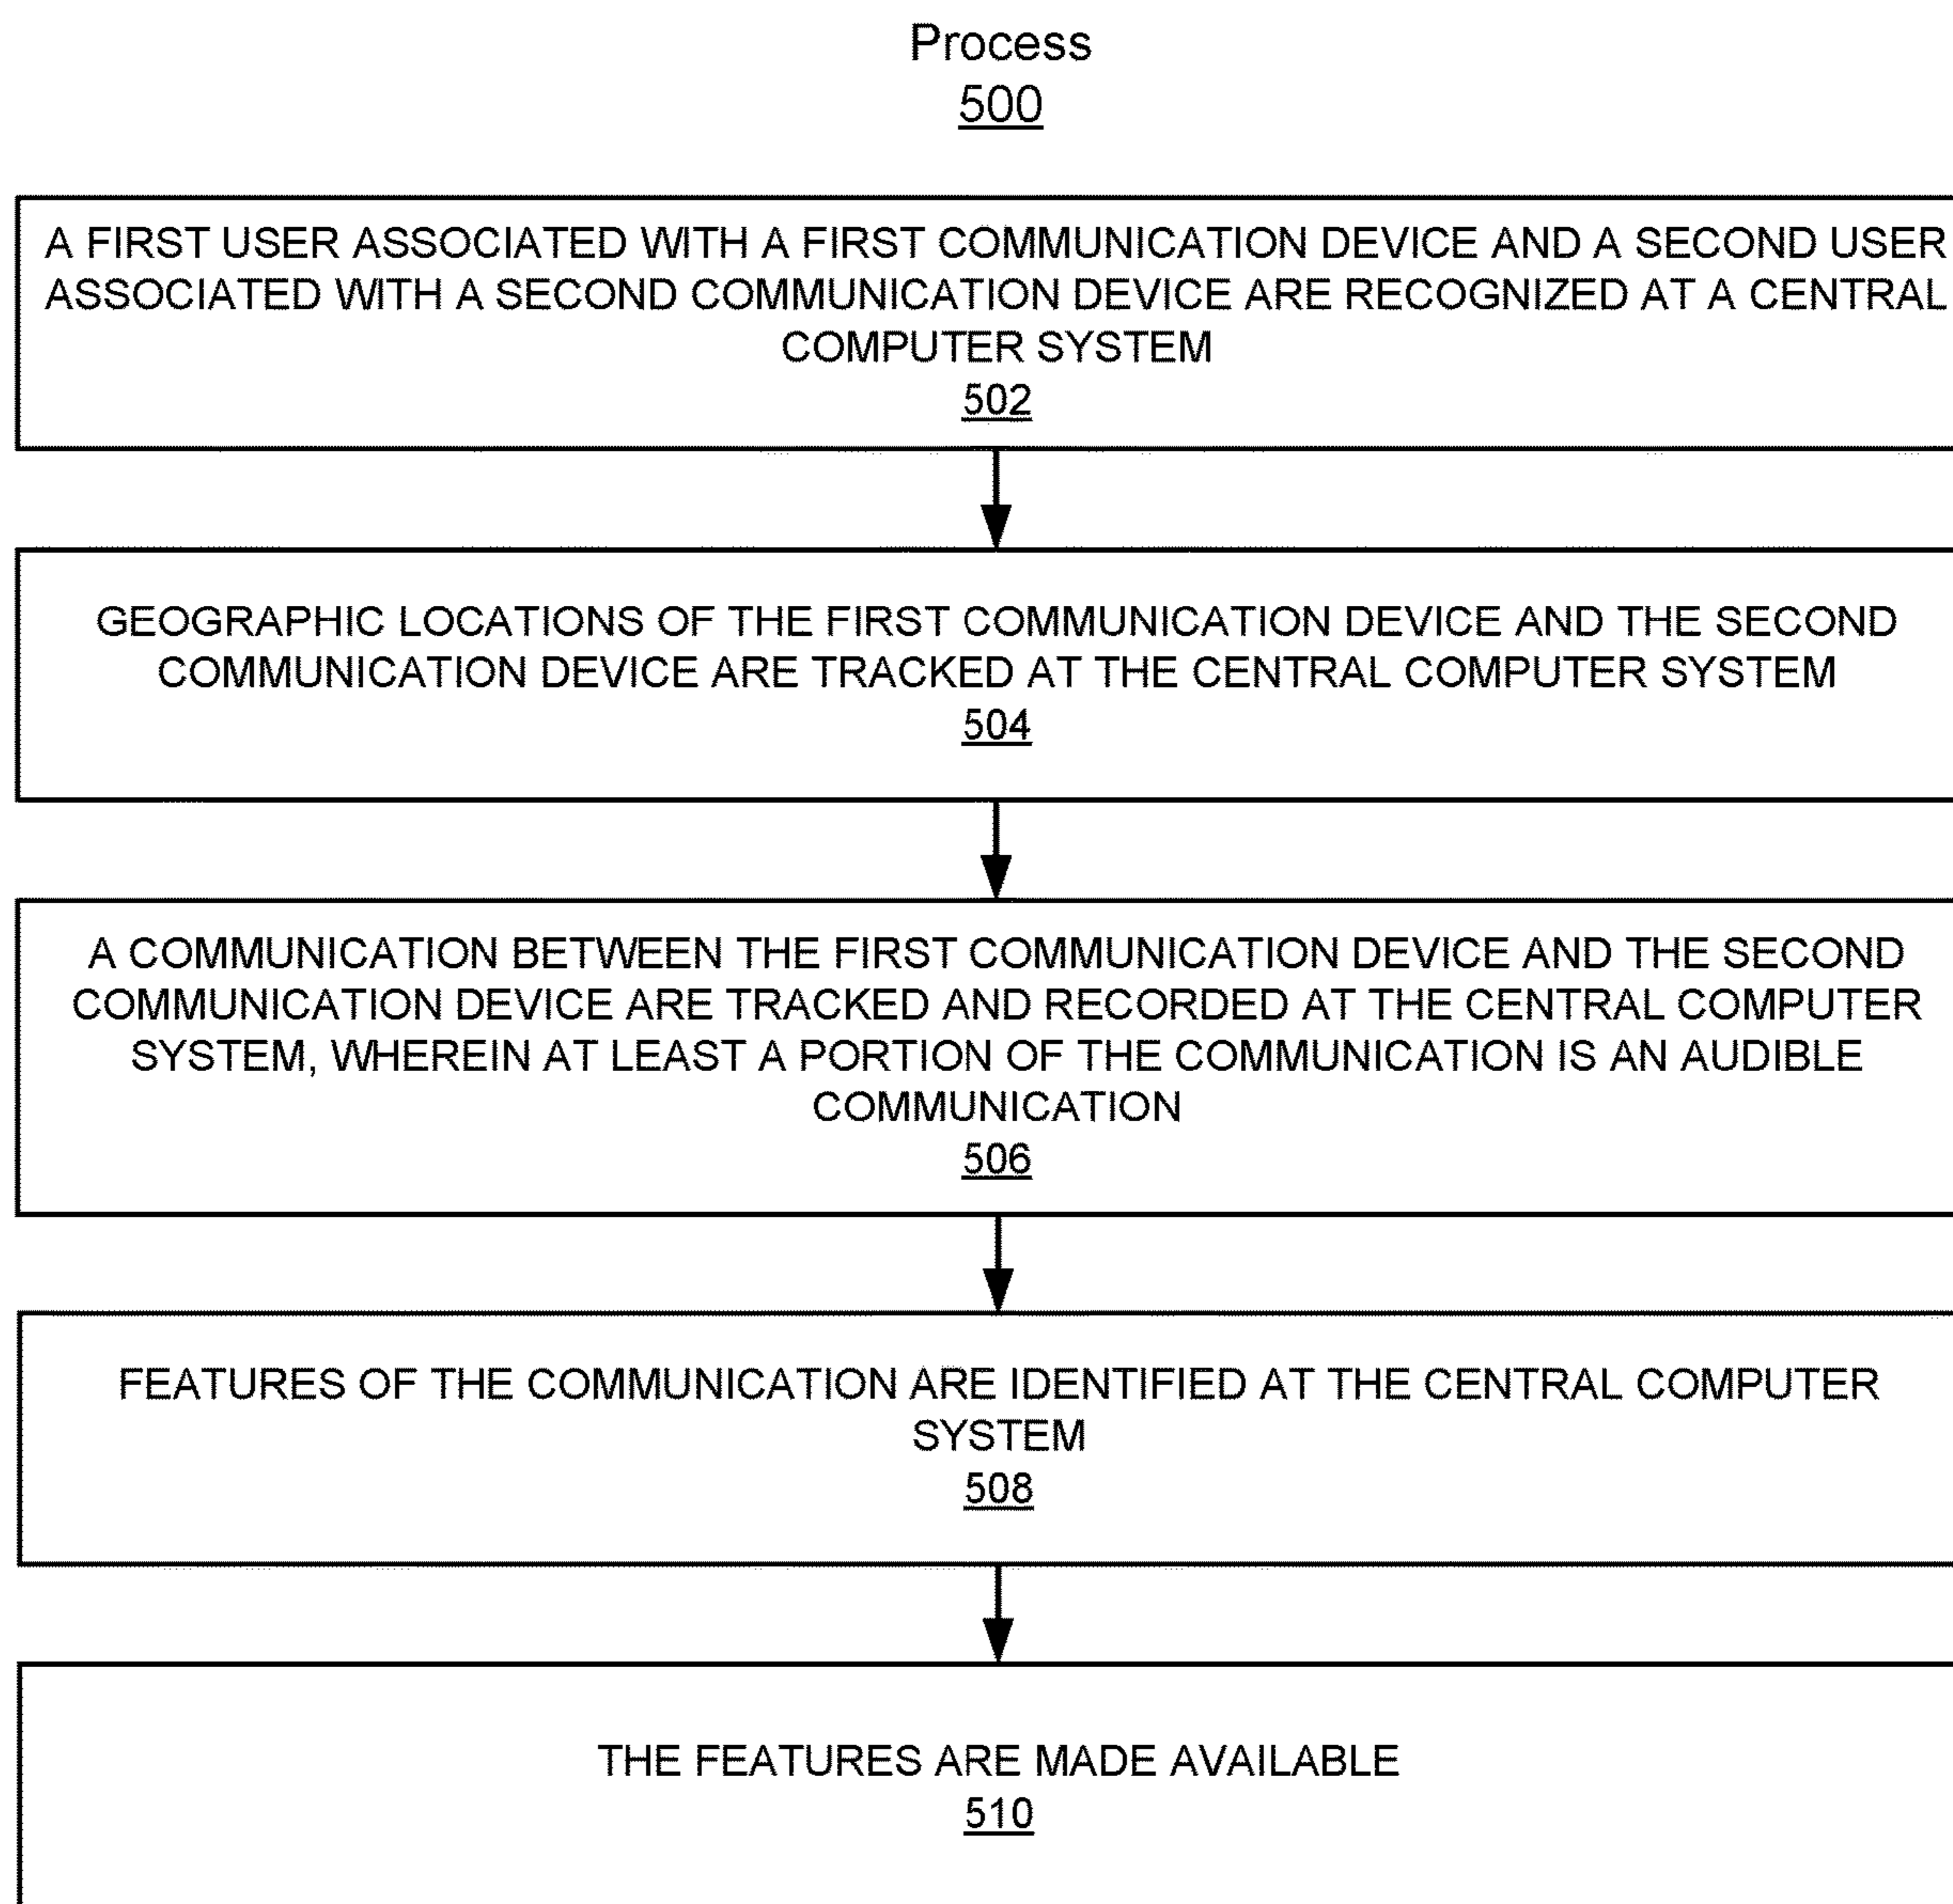 Process
500
A FIRST USER ASSOCIATED WITH A FIRST COMMUNICATION DEVICE AND A SECOND USER
ASSOCIATED WITH A SECOND COMMUNICATION DEVICE ARE RECOGNIZED AT A CENTRAL
COMPUTER SYSTEM
502
GEOGRAPHIC LOCATIONS OF THE FIRST COMMUNICATION DEVICE AND THE SECOND
COMMUNICATION DEVICE ARE TRACKED AT THE CENTRAL COMPUTER SYSTEM
504
A COMMUNICATION BETWEEN THE FIRST COMMUNICATION DEVICE AND THE SECOND
COMMUNICATION DEVICE ARE TRACKED AND RECORDED AT THE CENTRAL COMPUTER
SYSTEM, WHEREIN AT LEAST A PORTION OF THE COMMUNICATION IS AN AUDIBLE
COMMUNICATION
506
FEATURES OF THE COMMUNICATION ARE IDENTIFIED AT THE CENTRAL COMPUTER
SYSTEM
508
THE FEATURES ARE MADE AVAILABLE
510